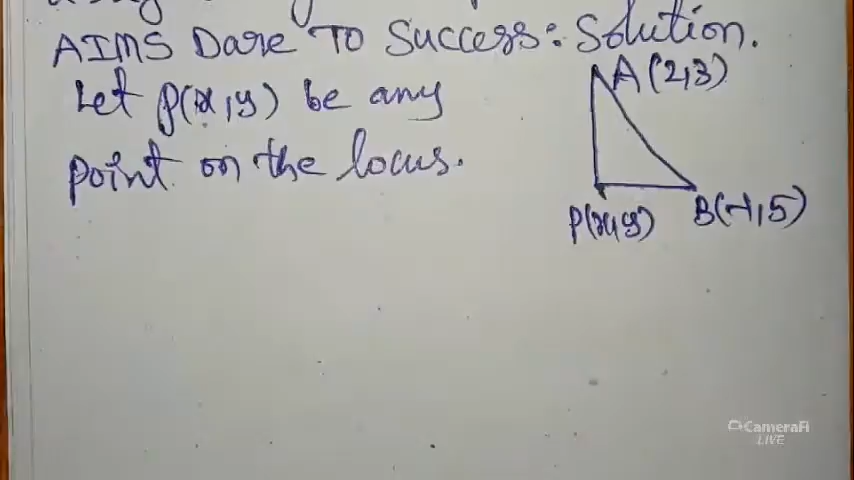 AIMS Dare To Success: Solution.
Let P(x,y) be any
point on the locus.
A(2,3)
P(x,y)
B(-1,5)
CameraFi
LIVE